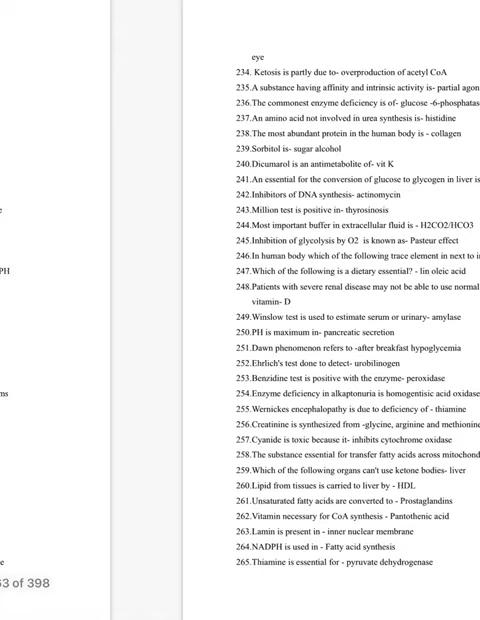 e
PH
ms
e
63 of 398
eye
234. Ketosis is partly due to- overproduction of acetyl CoA
235.A substance having affinity and intrinsic activity is- partial agon
236.The commonest enzyme deficiency is of- glucose -6-phosphatas
237.An amino acid not involved in urea synthesis is- histidine
238.The most abundant protein in the human body is - collagen
239.Sorbitol is- sugar alcohol
240.Dicumarol is an antimetabolite of- vit K
241.An essential for the conversion of glucose to glycogen in liver is
242.Inhibitors of DNA synthesis- actinomycin
243.Million test is positive in- thyrosinosis
244.Most important buffer in extracellular fluid is - H2CO2/HCO3
245.Inhibition of glycolysis by O2 is known as- Pasteur effect
246.In human body which of the following trace element in next to i
247.Which of the following is a dietary essential? - lin oleic acid
248.Patients with severe renal disease may not be able to use normal
vitamin- D
249.Winslow test is used to estimate serum or urinary- amylase
250.PH is maximum in- pancreatic secretion
251.Dawn phenomenon refers to -after breakfast hypoglycemia
252.Ehrlich's test done to detect- urobilinogen
253.Benzidine test is positive with the enzyme- peroxidase
254.Enzyme deficiency in alkaptonuria is homogentisic acid oxidase
255.Wernickes encephalopathy is due to deficiency of - thiamine
256.Creatinine is synthesized from -glycine, arginine and methionine
257.Cyanide is toxic because it- inhibits cytochrome oxidase
258.The substance essential for transfer fatty acids across mitochond
259.Which of the following organs can't use ketone bodies- liver
260.Lipid from tissues is carried to liver by - HDL
261.Unsaturated fatty acids are converted to - Prostaglandins
262.Vitamin necessary for CoA synthesis - Pantothenic acid
263.Lamin is present in - inner nuclear membrane
264.NADPH is used in - Fatty acid synthesis
265.Thiamine is essential for - pyruvate dehydrogenase